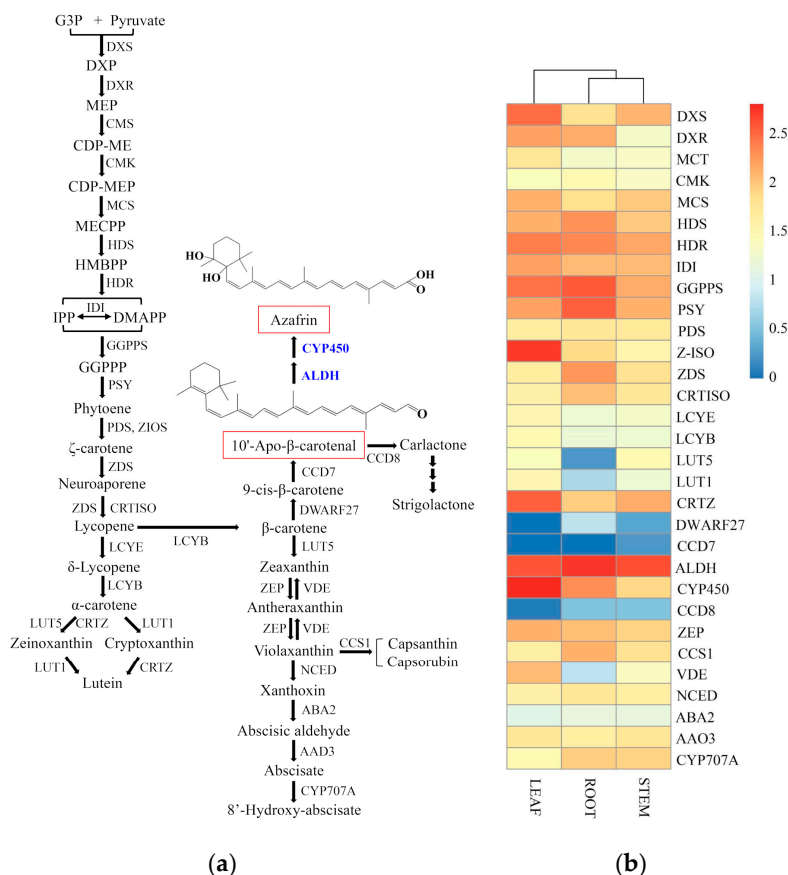 G3P + Pyruvate
DXS
DXP
DXR
MEP
CMS
CDP-ME
CMK
CDP-MEP
MCS
MECPP
HDS
HMBPP
HDR
IDI
IPP DMAPP
GGPPS
GGPPP
PSY
Phytoene
PDS, ZIOS
ζ-carotene
ZDS
Neuroaporene
ZDS CRTISO
Lycopene
LCYB
LCYE
δ-Lycopene
LCYB
α-carotene
LUT5 CRTZ LUT1
Zeinoxanthin Cryptoxanthin
LUT1 CRTZ
Lutein
HO
HO
OH
O
Azafrin
CYP450
ALDH
O
10'-Apo-β-carotenal
CCD8
Carlactone
Strigolactone
CCD7
9-cis-β-carotene
DWARF27
β-carotene
LUT5
Zeaxanthin
ZEP VDE
Antheraxanthin
ZEP VDE
Violaxanthin
CCS1
Capsanthin
Capsorubin
NCED
Xanthoxin
ABA2
Abscisic aldehyde
AAD3
Abscisate
CYP707A
8’-Hydroxy-abscisate
(a)
DXS
DXR
MCT
CMK
MCS
HDS
HDR
IDI
GGPPS
PSY
PDS
Z-ISO
ZDS
CRTISO
LCYE
LCYB
LUT5
LUT1
CRTZ
DWARF27
CCD7
ALDH
CYP450
CCD8
ZEP
CCS1
VDE
NCED
ABA2
AAO3
CYP707A
LEAF
ROOT
STEM
2.5
2
1.5
1
0.5
0
(b)